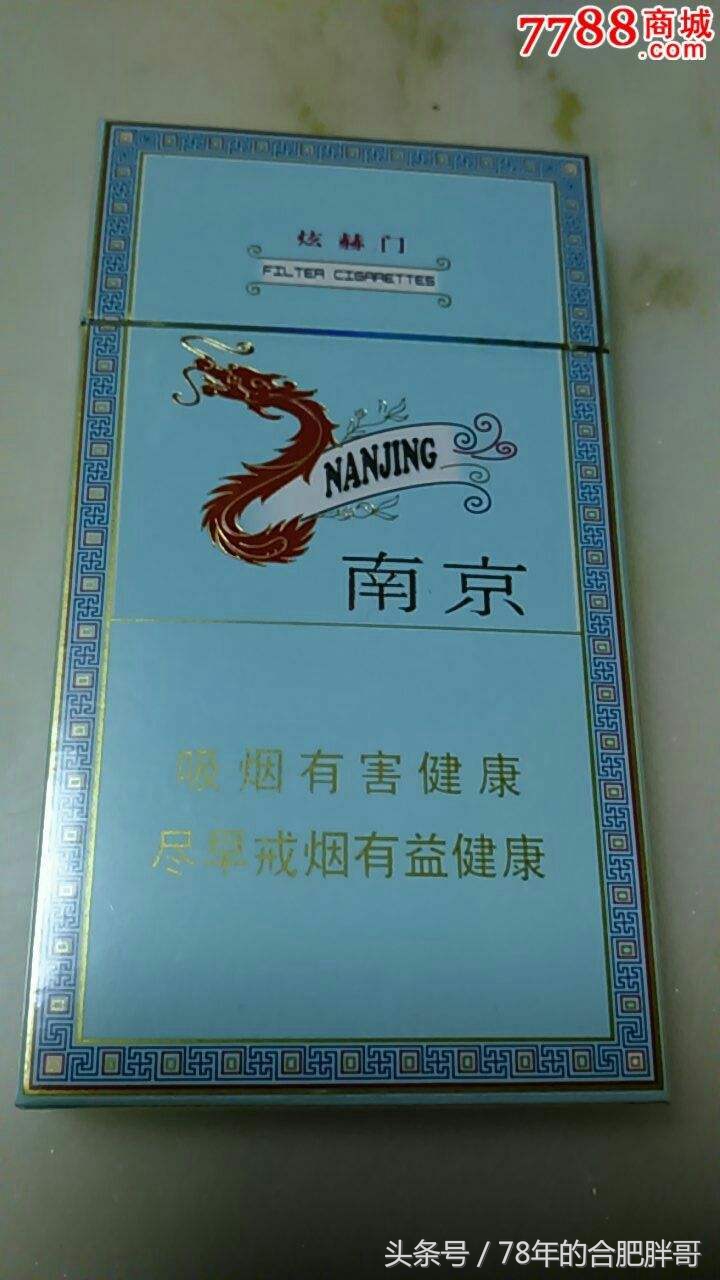 7788商城
.com
炫赫门
FILTER CIGARETTES
NANJING
南京
吸烟有害健康
尽早戒烟有益健康
头条号 / 78年的合肥胖哥